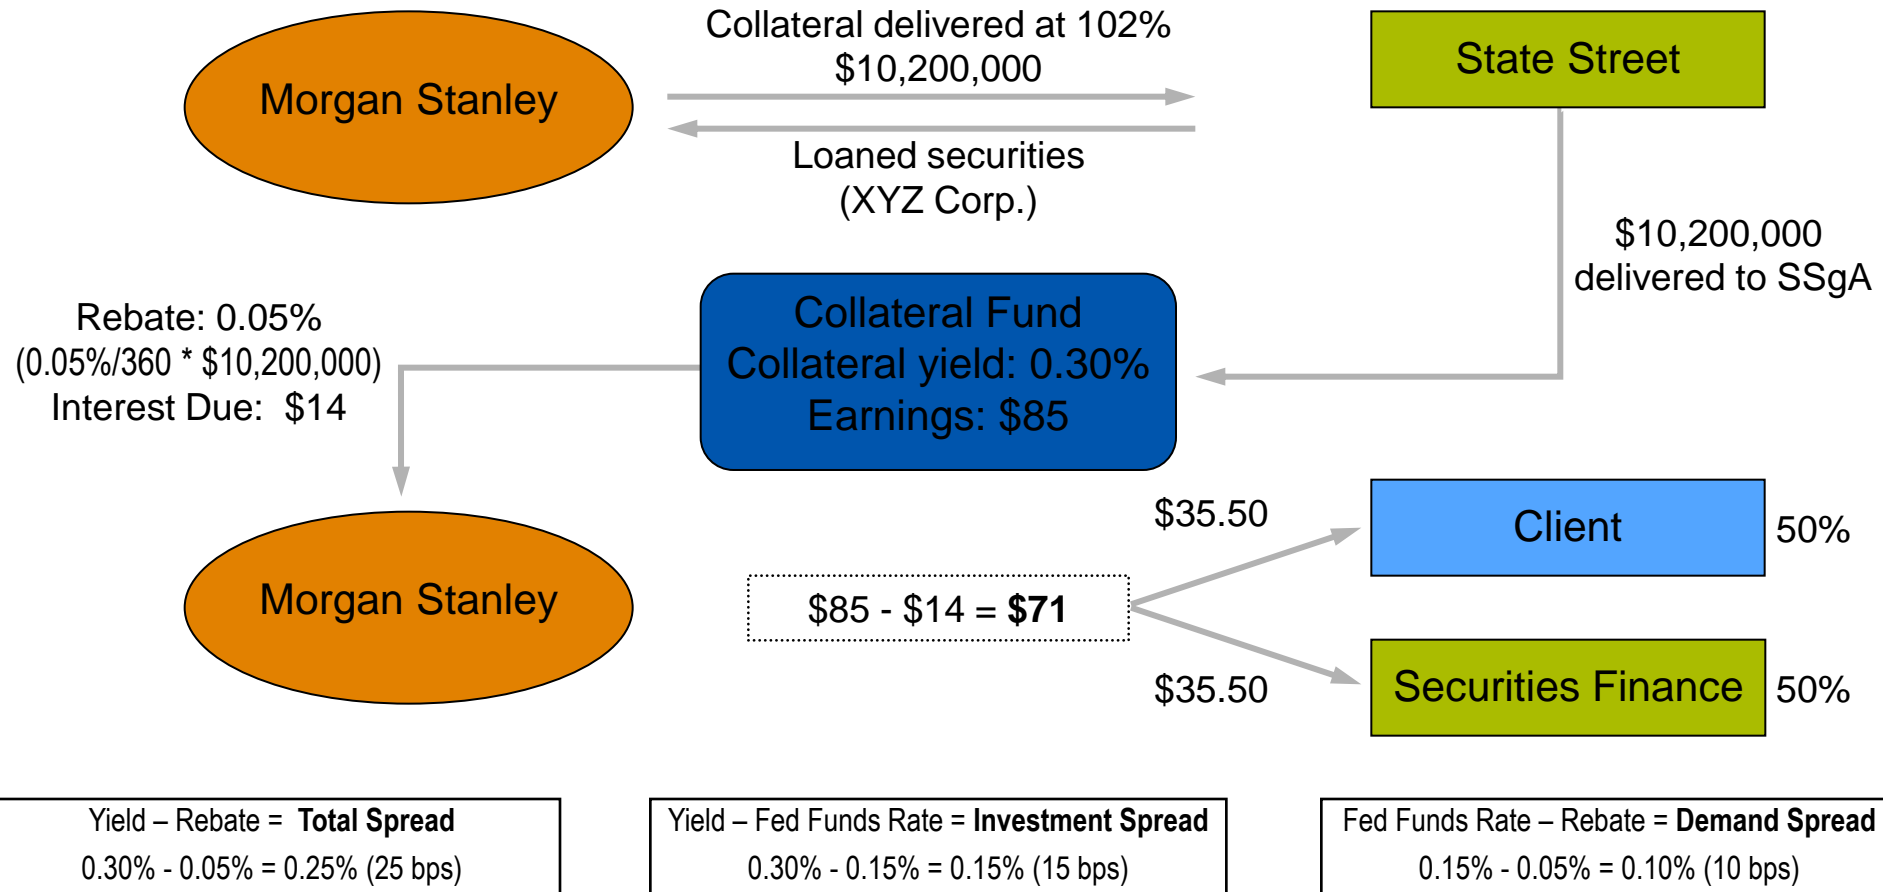 Collateral delivered at 102%
$10,200,000
Morgan Stanley
State Street
Loaned securities
(XYZ Corp.)
$10,200,000
delivered to SSgA
Rebate: 0.05%
(0.05%/360 * $10,200,000)
Interest Due:  $14
Collateral Fund
Collateral yield: 0.30%
Earnings: $85
Morgan Stanley
$85 - $14 = $71
$35.50
Client
50%
$35.50
Securities Finance
50%
Yield – Rebate =  Total Spread
0.30% - 0.05% = 0.25% (25 bps)
Yield – Fed Funds Rate = Investment Spread
0.30% - 0.15% = 0.15% (15 bps)
Fed Funds Rate – Rebate = Demand Spread
0.15% - 0.05% = 0.10% (10 bps)